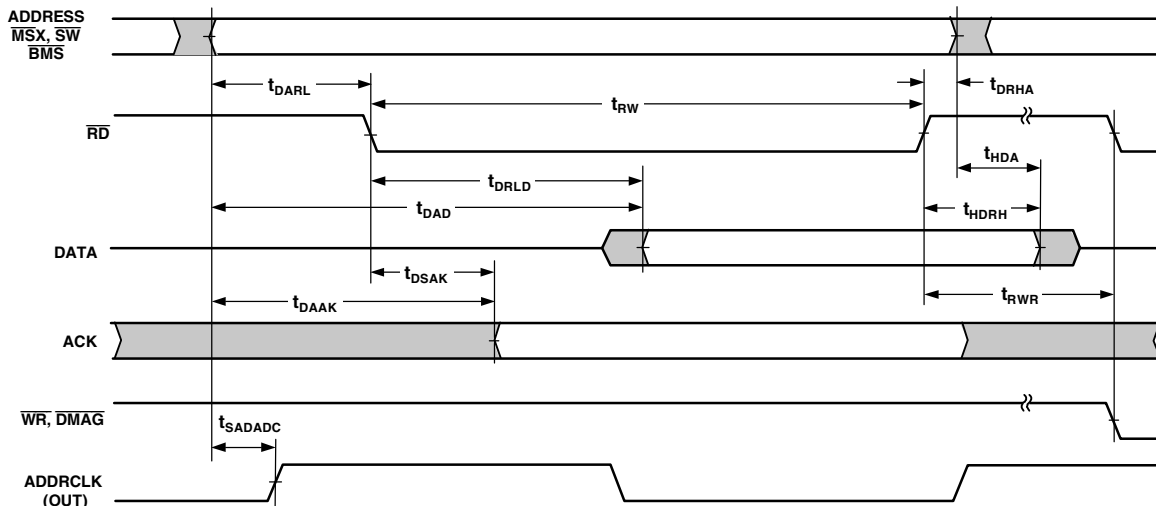 ADDRESS
MSX, SW
BMS
tDARL
tRW
tDRHA
RD
tHDA
tDRLD
tDAD
tHDRH
DATA
tDSAK
tDAAK
tRWR
ACK
WR, DMAG
tSADADC
ADDRCLK
(OUT)